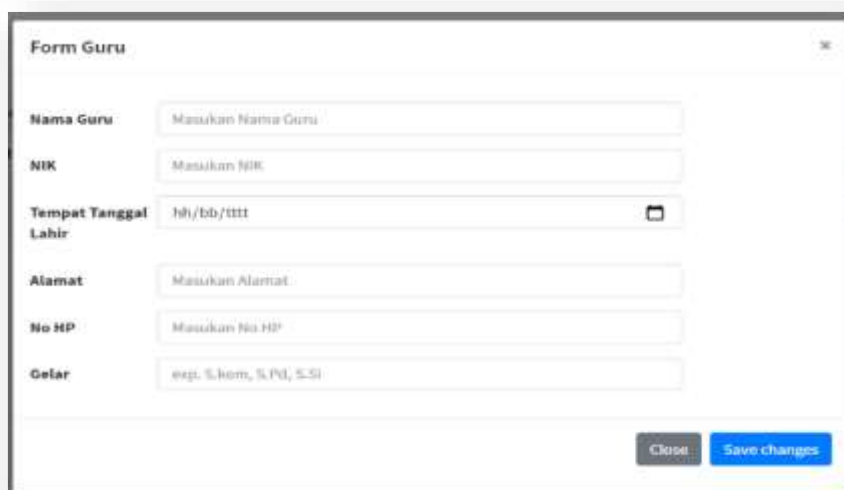 Form Guru
×
Nama Guru
Masukan Nama Guru
NIK
Masukan NIK
Tempat Tanggal
Lahir
hh/bb/tttt
Alamat
Masukan Alamat
No HP
Masukan No HP
Gelar
exp. S.kom, S.Pd, S.Si
Close
Save changes